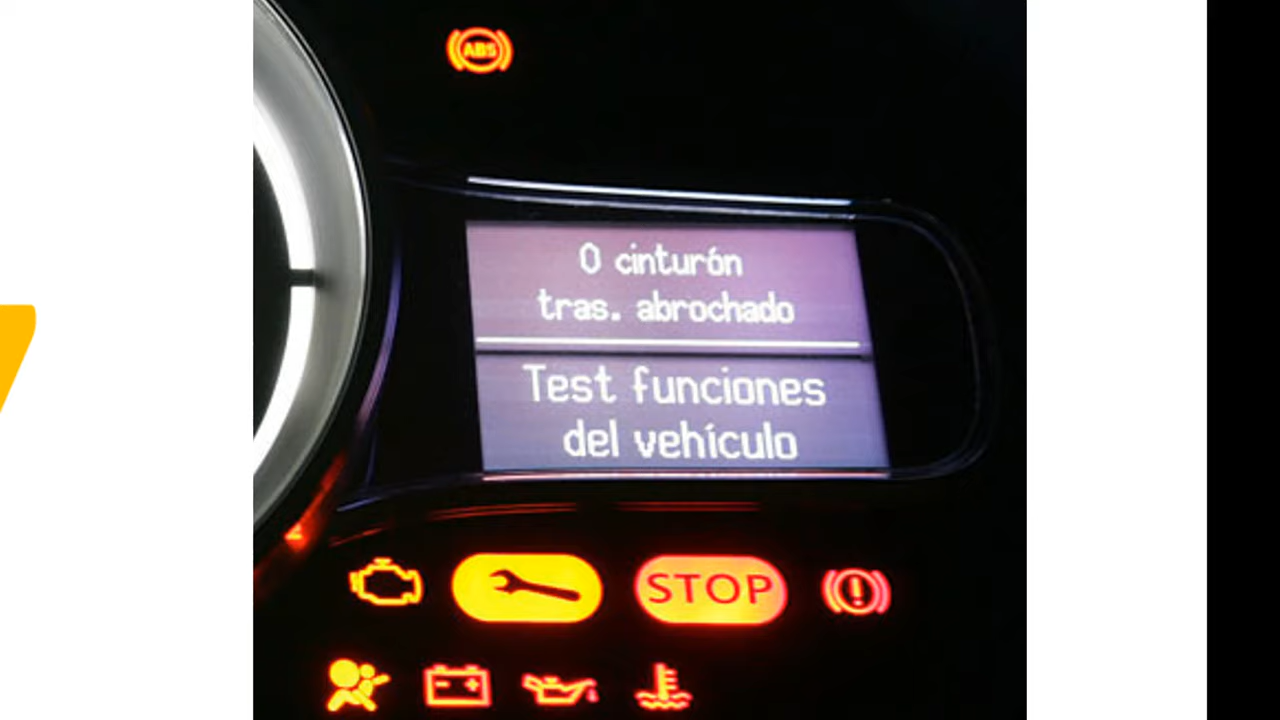 ABS
0 cinturón
tras. abrochado
Test funciones
del vehículo
STOP